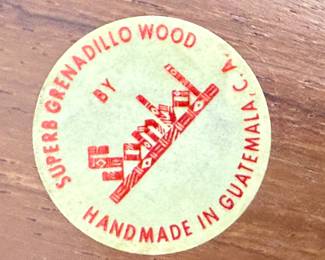 SUPERB GRENADILLO WOOD
BY
HANDMADE IN GUATEMALA, C. A.